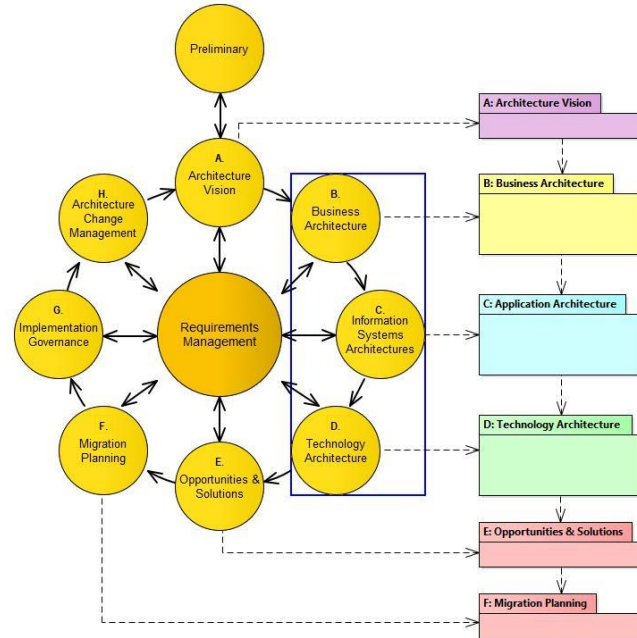 Preliminary
A.
Architecture
Vision
B.
Business
Architecture
C.
Information
Systems
Architectures
D.
Technology
Architecture
E.
Opportunities &
Solutions
F.
Migration
Planning
G.
Implementation
Governance
H.
Architecture
Change
Management
Requirements
Management
A: Architecture Vision
B: Business Architecture
C: Application Architecture
D: Technology Architecture
E: Opportunities & Solutions
F: Migration Planning